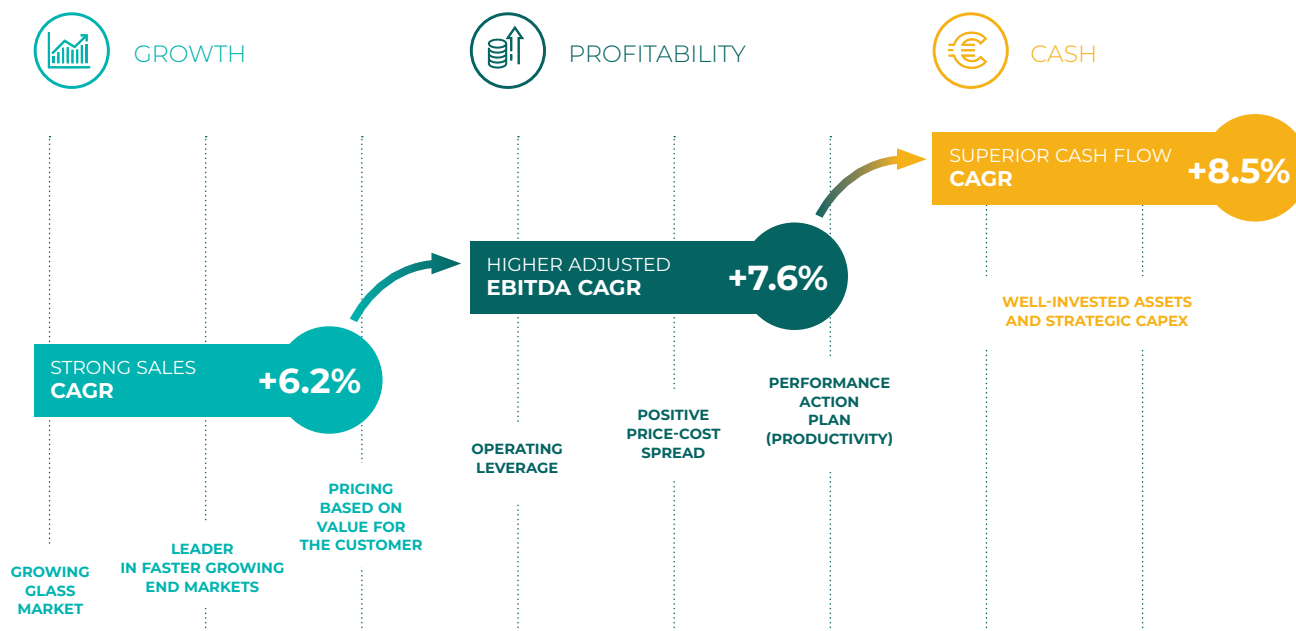 GROWTH
STRONG SALES
CAGR
+6.2%
GROWING
GLASS
MARKET
LEADER
IN FASTER GROWING
END MARKETS
PRICING
BASED ON
VALUE FOR
THE CUSTOMER
PROFITABILITY
HIGHER ADJUSTED
EBITDA CAGR
+7.6%
OPERATING
LEVERAGE
POSITIVE
PRICE-COST
SPREAD
PERFORMANCE
ACTION
PLAN
(PRODUCTIVITY)
CASH
SUPERIOR CASH FLOW
CAGR
+8.5%
WELL-INVESTED ASSETS
AND STRATEGIC CAPEX